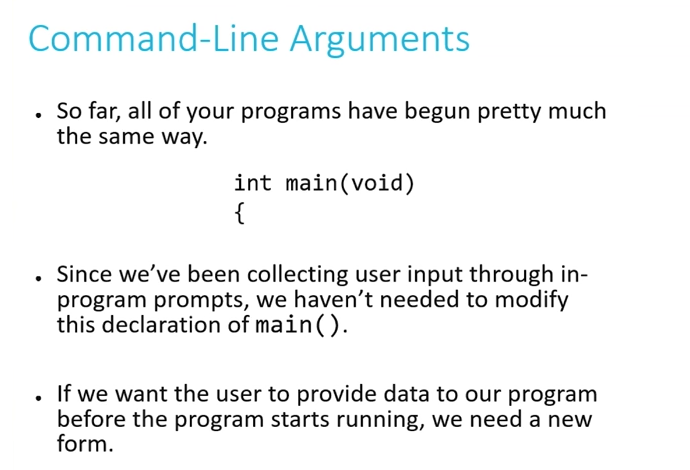 Command-Line Arguments
• So far, all of your programs have begun pretty much
the same way.
int main(void)
{
• Since we’ve been collecting user input through in-
program prompts, we haven’t needed to modify
this declaration of main().
• If we want the user to provide data to our program
before the program starts running, we need a new
form.